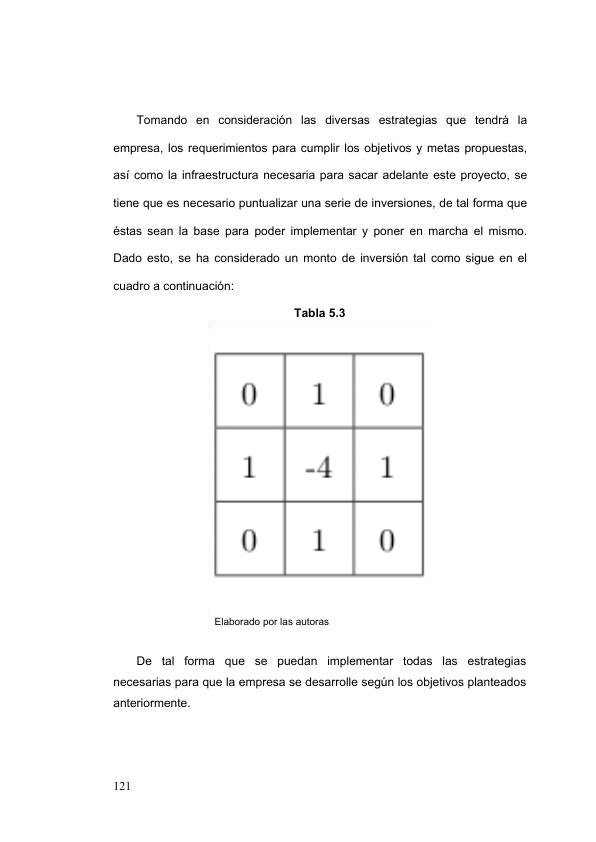 Tomando en consideración las diversas estrategias que tendrá la
empresa, los requerimientos para cumplir los objetivos y metas propuestas,
así como la infraestructura necesaria para sacar adelante este proyecto, se
tiene que es necesario puntualizar una serie de inversiones, de tal forma que
éstas sean la base para poder implementar y poner en marcha el mismo.
Dado esto, se ha considerado un monto de inversión tal como sigue en el
cuadro a continuación:
Tabla 5.3
0 1 0
1 -4 1
0 1 0
Elaborado por las autoras
De tal forma que se puedan implementar todas las estrategias
necesarias para que la empresa se desarrolle según los objetivos planteados
anteriormente.
121